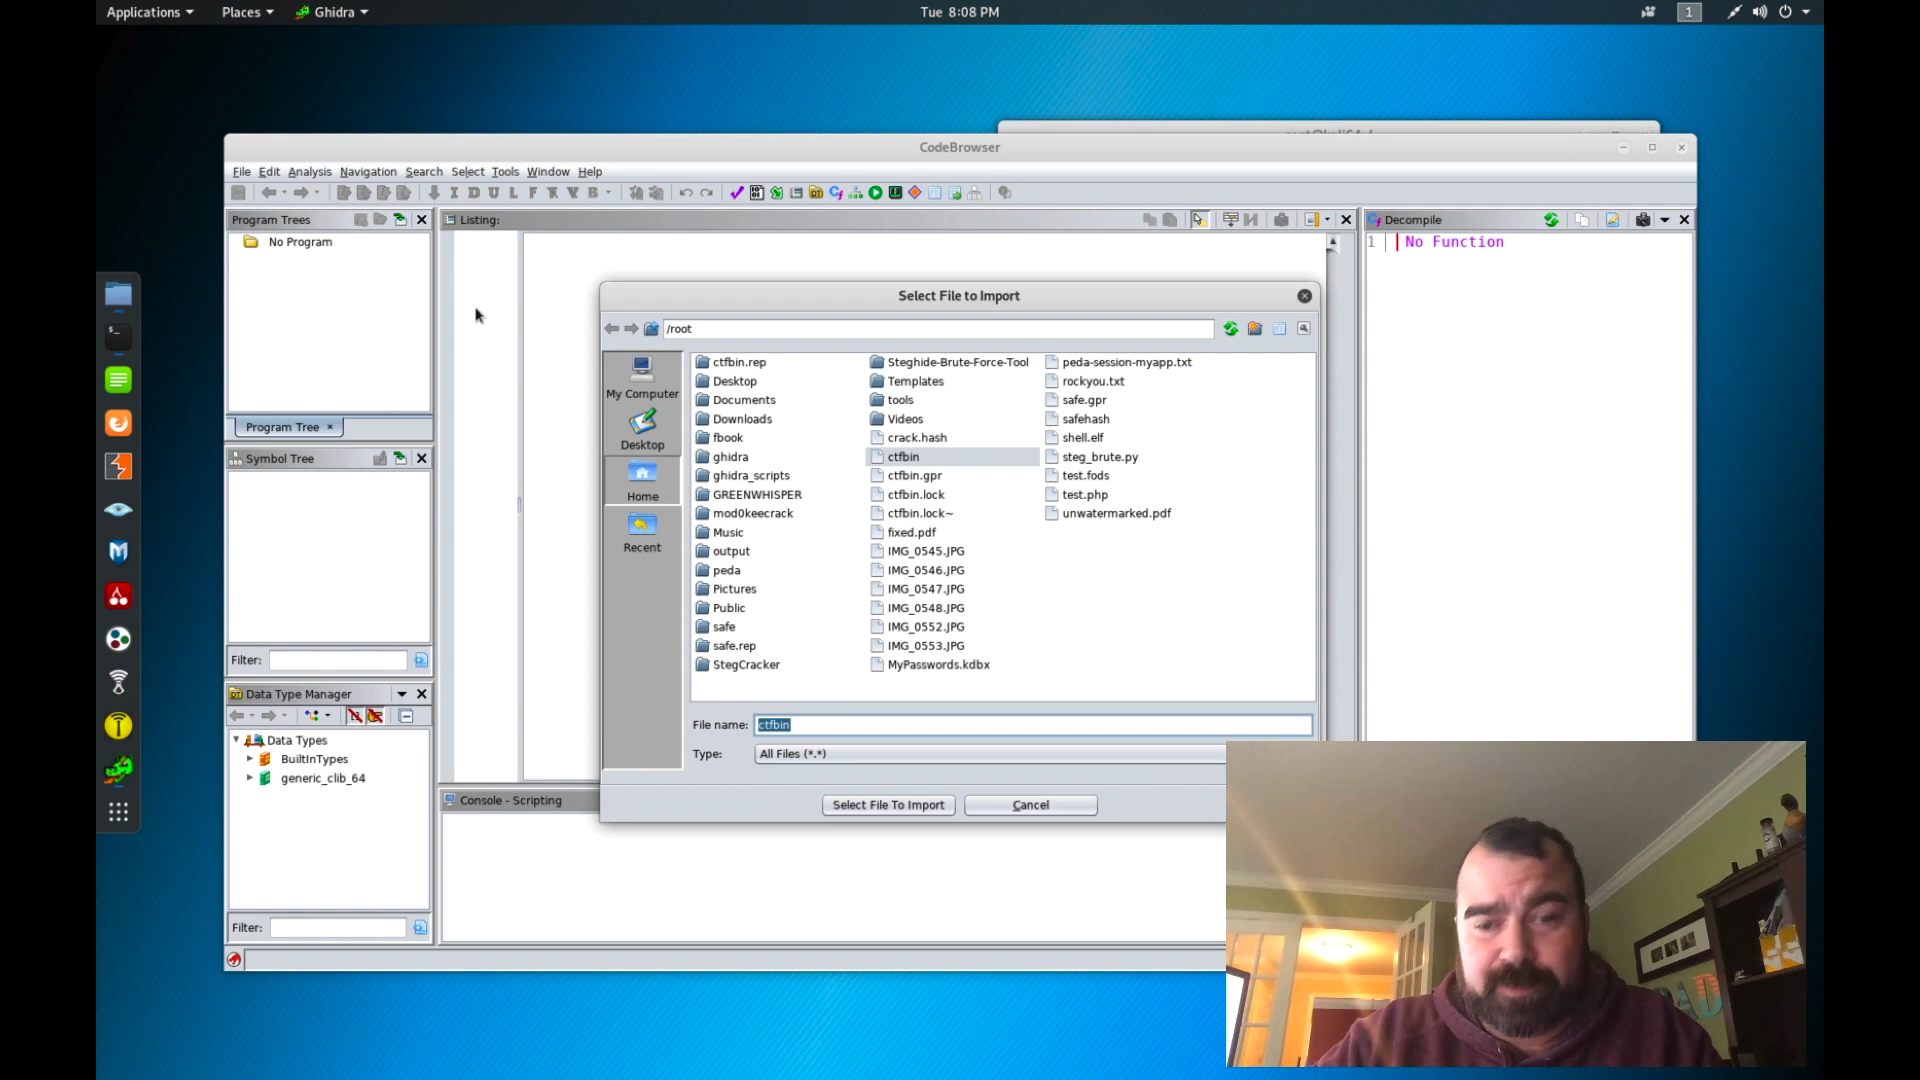 Applications Places Ghidra Tue 8:08 PM 1
CodeBrowser
File Edit Analysis Navigation Search Select Tools Window Help
I D U L F V B
Program Trees
No Program
Program Tree
Listing:
Decompile
1 No Function
Symbol Tree
Filter:
Data Type Manager
Data Types
BuiltInTypes
generic_clib_64
Filter:
Console - Scripting
Select File to Import
/root
My Computer
Desktop
Home
Recent
ctfbin.rep
Desktop
Documents
Downloads
fbook
ghidra
ghidra_scripts
GREENWHISPER
mod0keecrack
Music
output
peda
Pictures
Public
safe
safe.rep
StegCracker
Steghide-Brute-Force-Tool
Templates
tools
Videos
crack.hash
ctfbin
ctfbin.gpr
ctfbin.lock
ctfbin.lock~
fixed.pdf
IMG_0545.JPG
IMG_0546.JPG
IMG_0547.JPG
IMG_0548.JPG
IMG_0552.JPG
IMG_0553.JPG
MyPasswords.kdbx
peda-session-myapp.txt
rockyou.txt
safe.gpr
safehash
shell.elf
steg_brute.py
test.fods
test.php
unwatermarked.pdf
File name: ctfbin
Type: All Files (*.*)
Select File To Import Cancel